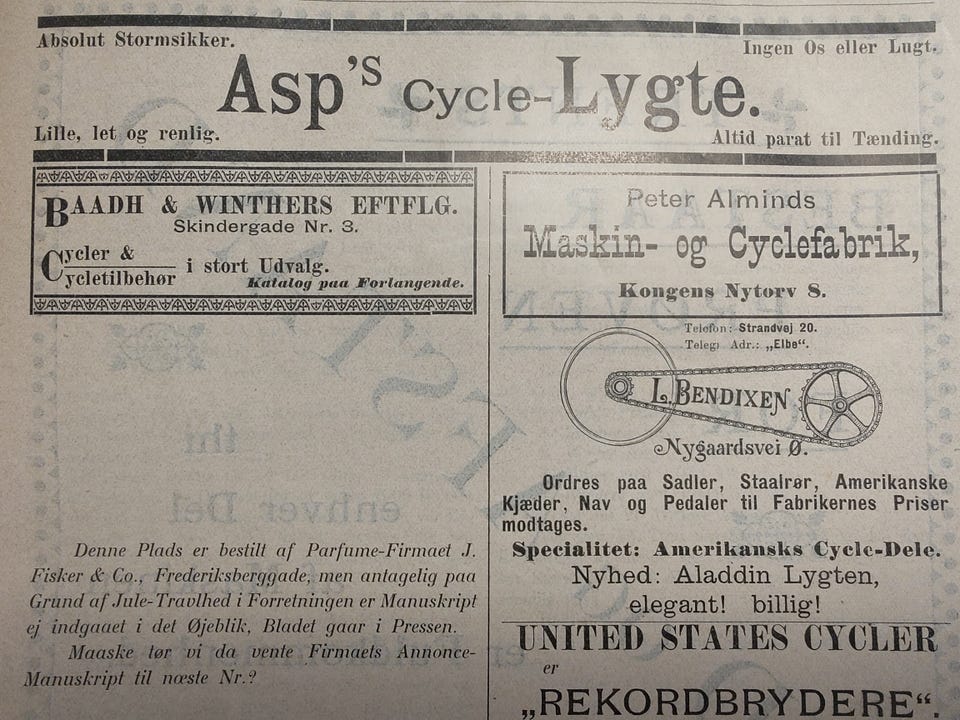 Absolut Stormsikker.
Ingen Os eller Lugt.
Asp's Cycle-Lygte.
Lille, let og renlig.
Altid parat til Tænding.
BAADH & WINTHERS EFTFLG.
Skindergade Nr. 3.
Cycler &
Cycletilbehør i stort Udvalg.
Katalog paa Forlangende.
Denne Plads er bestilt af Parfume-Firmaet J.
Fisker & Co., Frederiksberggade, men antagelig paa
Grund af Jule-Travlhed i Forretningen er Manuskript
ej indgaaet i det Øjeblik, Bladet gaar i Pressen.
Maaske tør vi da vente Firmaets Annonce-
Manuskript til næste Nr.?
Peter Alminds
Maskin- og Cyclefabrik,
Kongens Nytorv 8.
Telefon: Strandvej 20.
Telegr Adr.: „Elbe“.
L. BENDIXEN
Nygaardsvei Ø.
Ordres paa Sadler, Staalrør, Amerikanske
Kjæder, Nav og Pedaler til Fabrikernes Priser
modtages.
Specialitet: Amerikansks Cycle-Dele.
Nyhed: Aladdin Lygten,
elegant! billig!
UNITED STATES CYCLER
er
„REKORDBRYDERE“.